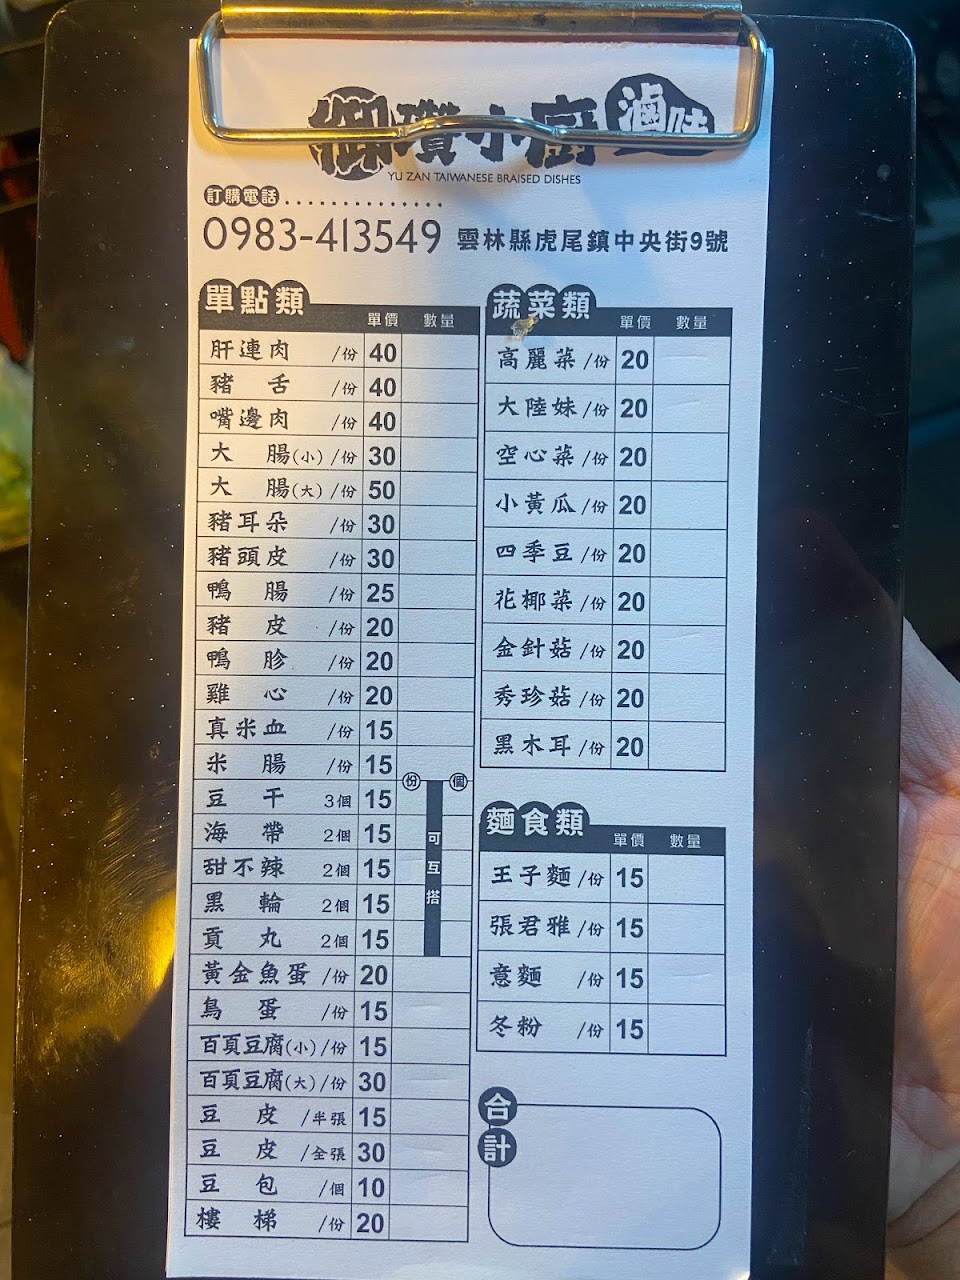 御瓚小廚 滷味
YU ZAN TAIWANESE BRAISED DISHES
訂購電話..............
0983-413549 雲林縣虎尾鎮中央街9號
單點類 單價 數量
肝連肉 /份 40
豬舌 /份 40
嘴邊肉 /份 40
大腸(小) /份 30
大腸(大) /份 50
豬耳朵 /份 30
豬頭皮 /份 30
鴨腸 /份 25
豬皮 /份 20
鴨胗 /份 20
雞心 /份 20
真米血 /份 15
米腸 /份 15
份 個
可互搭
豆干 3個 15
海帶 2個 15
甜不辣 2個 15
黑輪 2個 15
貢丸 2個 15
黃金魚蛋 /份 20
鳥蛋 /份 15
百頁豆腐(小) /份 15
百頁豆腐(大) /份 30
豆皮 /半張 15
豆皮 /全張 30
豆包 /個 10
樓梯 /份 20
蔬菜類 單價 數量
高麗菜 /份 20
大陸妹 /份 20
空心菜 /份 20
小黃瓜 /份 20
四季豆 /份 20
花椰菜 /份 20
金針菇 /份 20
秀珍菇 /份 20
黑木耳 /份 20
麵食類 單價 數量
王子麵 /份 15
張君雅 /份 15
意麵 /份 15
冬粉 /份 15
合計